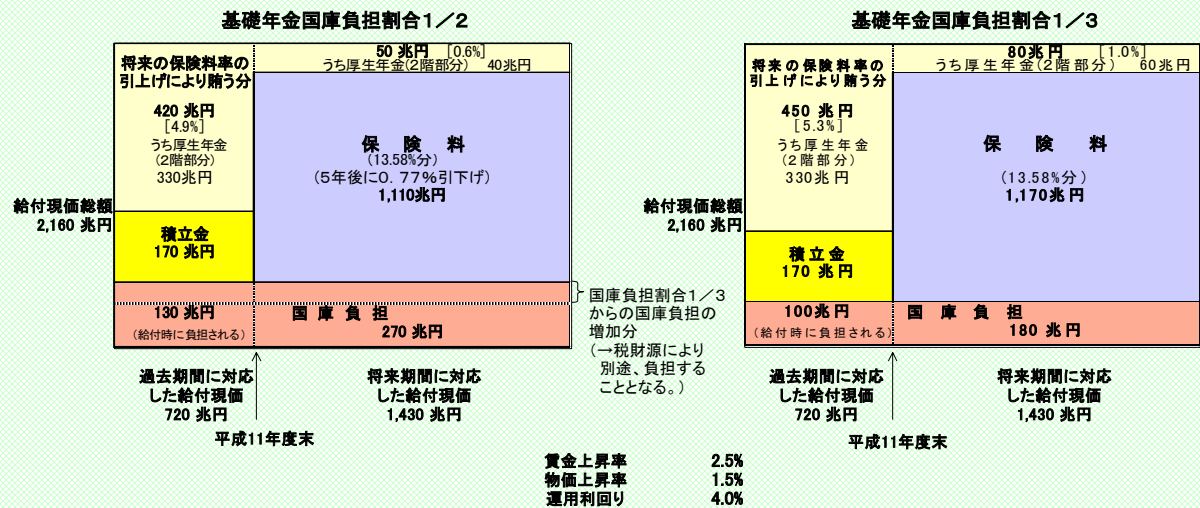 基礎年金国庫負担割合1/2
50 兆円 [0.6%]
うち厚生年金(2階部分) 40兆円
将来の保険料率の
引上げにより賄う分
420 兆円
[4.9%]
うち厚生年金
(2階部分)
330兆円
保険料
(13.58%分)
(5年後に0.77%引下げ)
1,110兆円
給付現価総額
2,160 兆円
積立金
170 兆円
130 兆円
(給付時に負担される)
国庫負担
270 兆円
国庫負担割合1/3
からの国庫負担の
増加分
(→税財源により
別途、負担する
こととなる。)
過去期間に対応
した給付現価
720 兆円
将来期間に対応
した給付現価
1,430 兆円
平成11年度末
基礎年金国庫負担割合1/3
80兆円 [1.0%]
うち厚生年金(2階部分) 60兆円
将来の保険料率の
引上げにより賄う分
450 兆円
[5.3%]
うち厚生年金
(2階部分)
330兆円
保険料
(13.58%分)
1,170兆円
給付現価総額
2,160 兆円
積立金
170 兆円
100兆円
(給付時に負担される)
国庫負担
180 兆円
過去期間に対応
した給付現価
720 兆円
将来期間に対応
した給付現価
1,430 兆円
平成11年度末
賃金上昇率 2.5%
物価上昇率 1.5%
運用利回り 4.0%